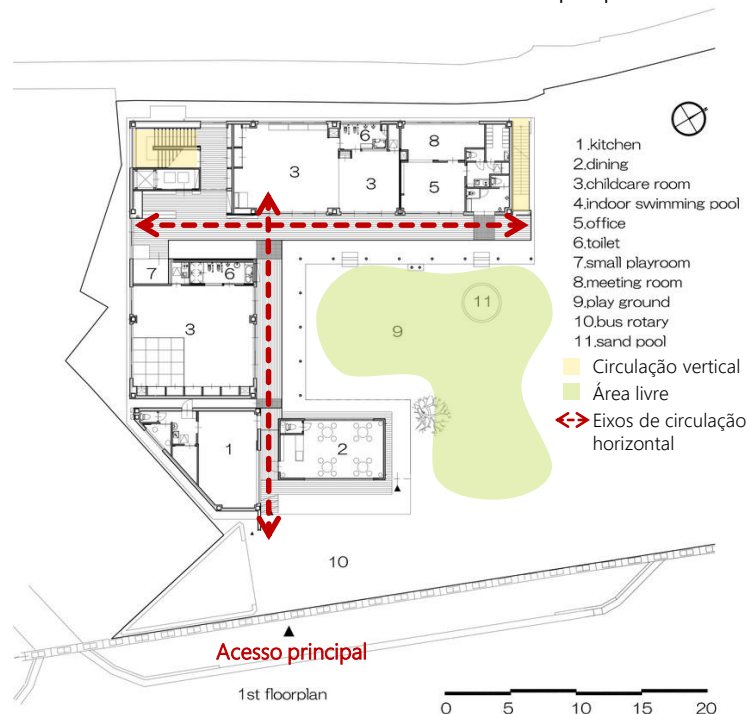 6
8
3
3
5
7
6
3
9
11
1
2
10
1.kitchen
2.dining
3.childcare room
4.indoor swimming pool
5.office
6.toilet
7.small playroom
8.meeting room
9.play ground
10.bus rotary
11.sand pool
Circulação vertical
Área livre
Eixos de circulação
horizontal
Acesso principal
1st floorplan
0 5 10 15 20